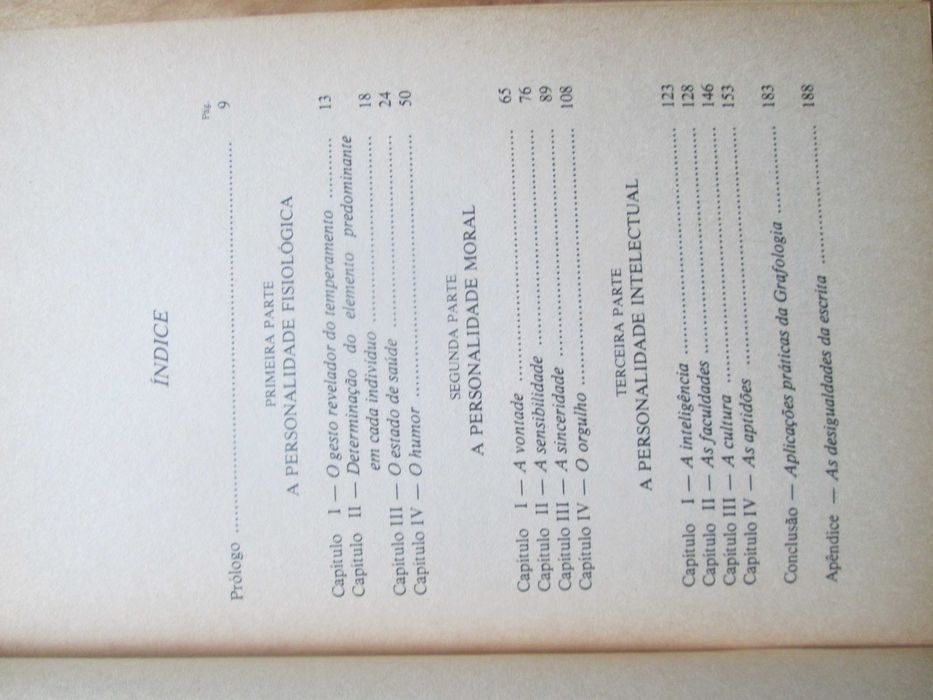 ÍNDICE
Pág.
Prólogo ........................................ 9
PRIMEIRA PARTE
A PERSONALIDADE FISIOLÓGICA
Capítulo I — O gesto revelador do temperamento .......... 13
Capítulo II — Determinação do elemento predominante
em cada indivíduo .................... 18
Capítulo III — O estado de saúde .................... 24
Capítulo IV — O humor .............................. 50
SEGUNDA PARTE
A PERSONALIDADE MORAL
Capítulo I — A vontade .............................. 65
Capítulo II — A sensibilidade ......................... 76
Capítulo III — A sinceridade ......................... 89
Capítulo IV — O orgulho ............................ 108
TERCEIRA PARTE
A PERSONALIDADE INTELECTUAL
Capítulo I — A inteligência .......................... 123
Capítulo II — As faculdades .......................... 128
Capítulo III — A cultura ............................ 146
Capítulo IV — As aptidões ........................... 153
Conclusão — Aplicações práticas da Grafologia .......... 183
Apêndice — As desigualdades da escrita ................ 188